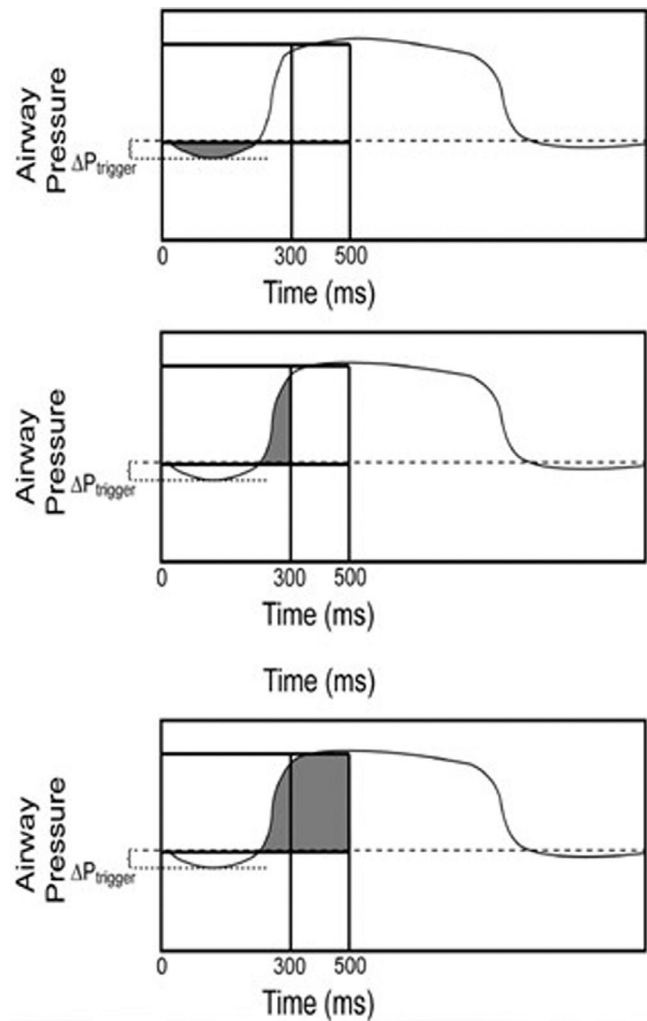 Airway
Pressure
ΔPtrigger
0 300 500
Time (ms)
Airway
Pressure
ΔPtrigger
0 300 500
Time (ms)
Time (ms)
Airway
Pressure
ΔPtrigger
0 300 500
Time (ms)